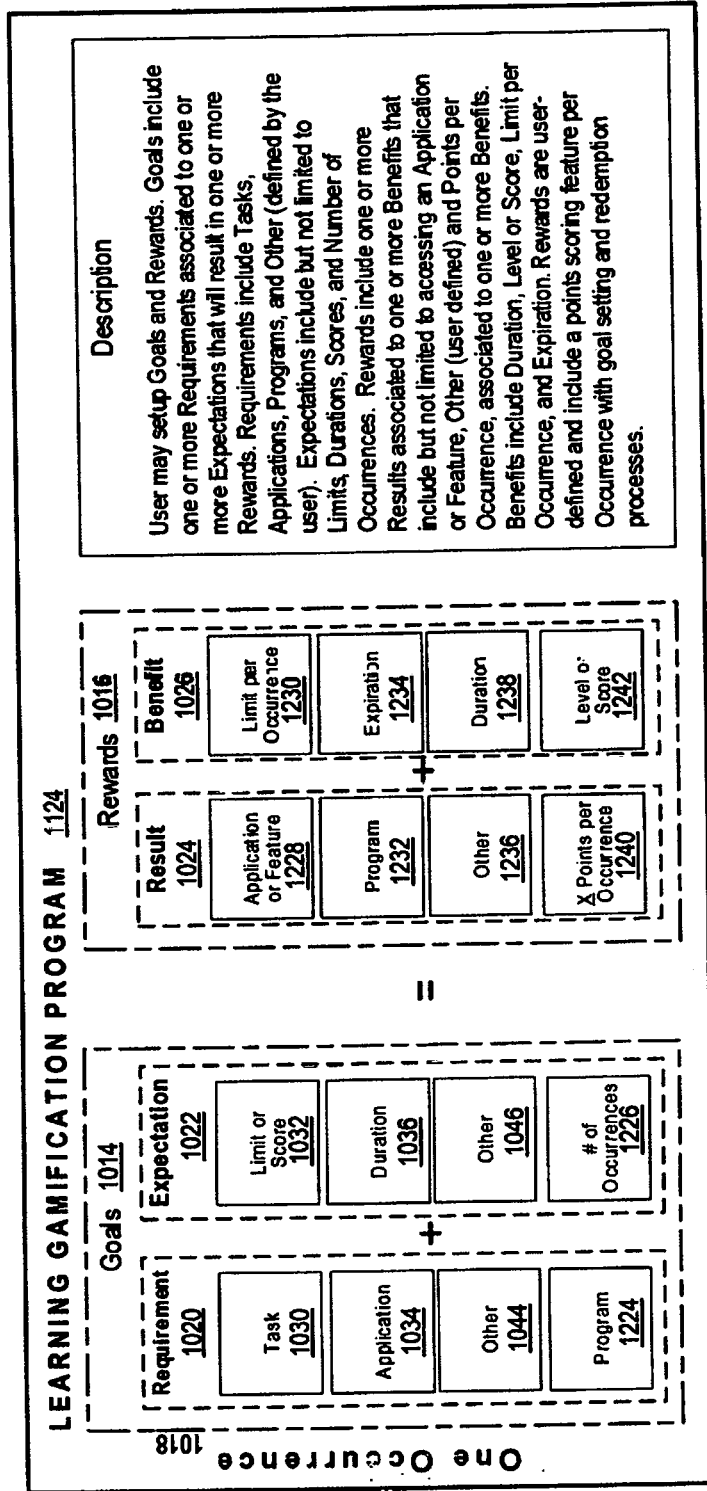 LEARNING GAMIFICATION PROGRAM 1124
One Occurrence
1018
Goals 1014
Requirement
1020
Task
1030
Application
1034
Other
1044
Program
1224
+
Expectation
1022
Limit or
Score
1032
Duration
1036
Other
1046
# of
Occurrences
1226
=
Rewards 1016
Result
1024
Application
or Feature
1228
Program
1232
Other
1236
X Points per
Occurrence
1240
+
Benefit
1026
Limit per
Occurrence
1230
Expiration
1234
Duration
1238
Level or
Score
1242
Description
User may setup Goals and Rewards. Goals include
one or more Requirements associated to one or
more Expectations that will result in one or more
Rewards. Requirements include Tasks,
Applications, Programs, and Other (defined by the
user). Expectations include but not limited to
Limits, Durations, Scores, and Number of
Occurrences. Rewards include one or more
Results associated to one or more Benefits that
include but not limited to accessing an Application
or Feature, Other (user defined) and Points per
Occurrence, associated to one or more Benefits.
Benefits include Duration, Level or Score, Limit per
Occurrence, and Expiration. Rewards are user-
defined and include a points scoring feature per
Occurrence with goal setting and redemption
processes.